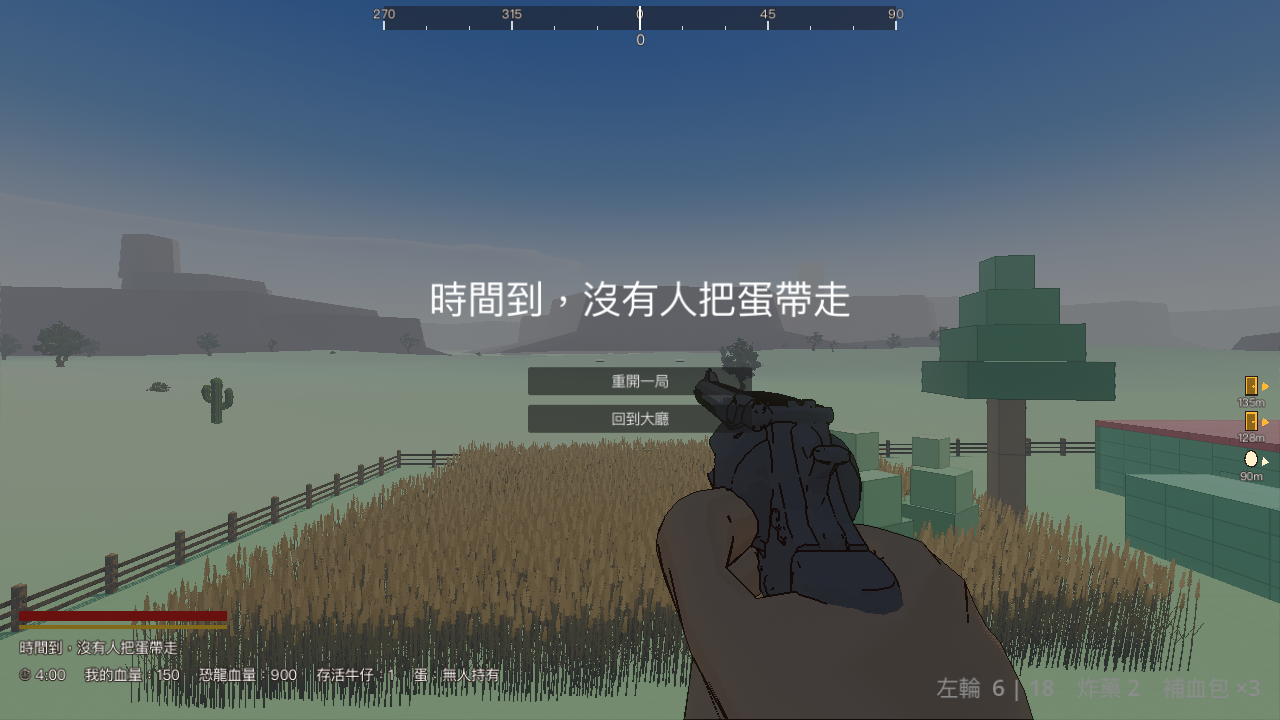 270 315 0 45 90
0
時間到，沒有人把蛋帶走
重開一局
回到大廳
135m
128m
90m
時間到，沒有人把蛋帶走
4:00 我的血量：150 恐龍血量：900 存活牛仔：1 蛋：無人持有
左輪 6 | 18 炸藥 2 補血包 ×3